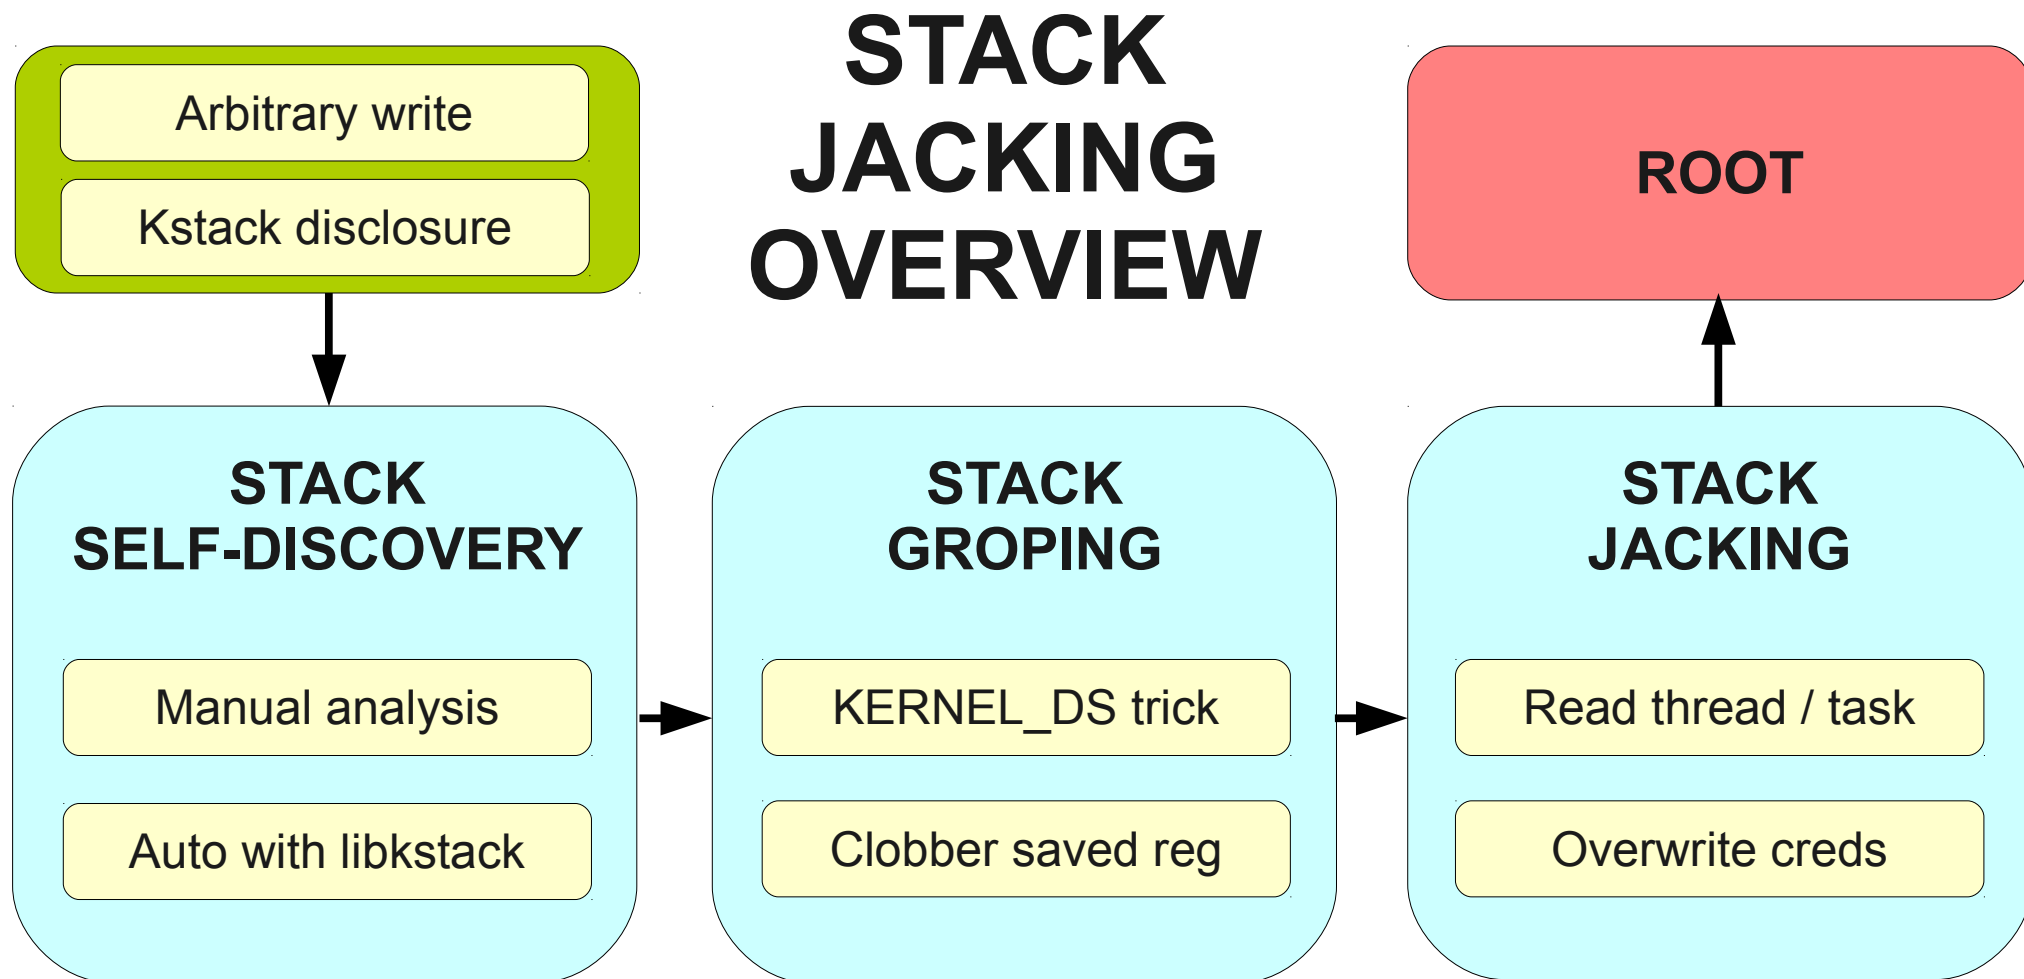 STACK
JACKING
OVERVIEW
Arbitrary write
Kstack disclosure
ROOT
STACK
SELF-DISCOVERY
Manual analysis
Auto with libkstack
STACK
GROPING
KERNEL_DS trick
Clobber saved reg
STACK
JACKING
Read thread / task
Overwrite creds